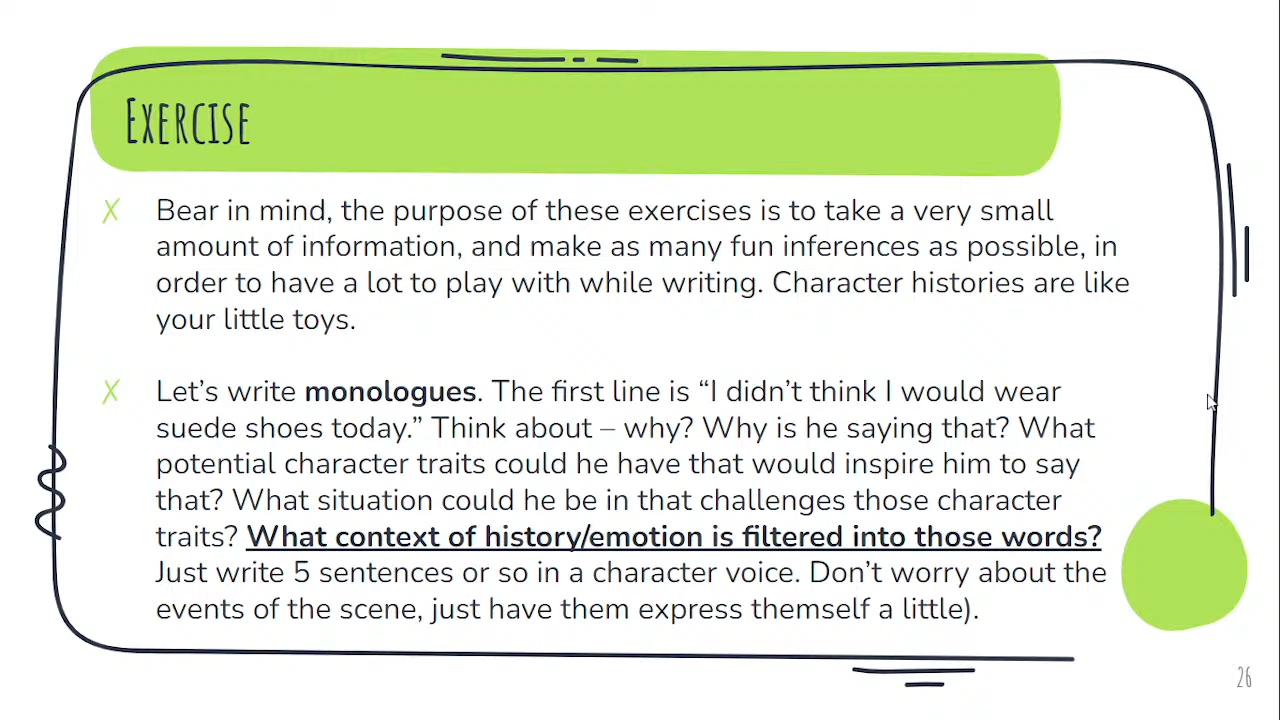 Exercise
X Bear in mind, the purpose of these exercises is to take a very small
amount of information, and make as many fun inferences as possible, in
order to have a lot to play with while writing. Character histories are like
your little toys.
X Let’s write monologues. The first line is “I didn’t think I would wear
suede shoes today.” Think about – why? Why is he saying that? What
potential character traits could he have that would inspire him to say
that? What situation could he be in that challenges those character
traits? What context of history/emotion is filtered into those words?
Just write 5 sentences or so in a character voice. Don’t worry about the
events of the scene, just have them express themself a little).
26